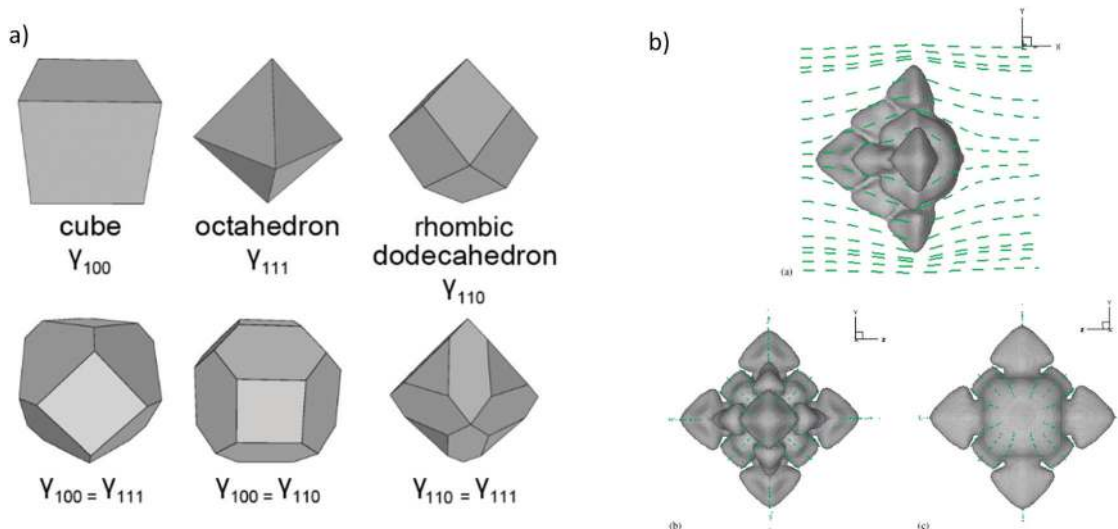 a)
cube
γ100
octahedron
γ111
rhombic
dodecahedron
γ110
γ100 = γ111
γ100 = γ110
γ110 = γ111
b)
Y
X
(a)
Y
Z
(b)
Y
Z
(c)